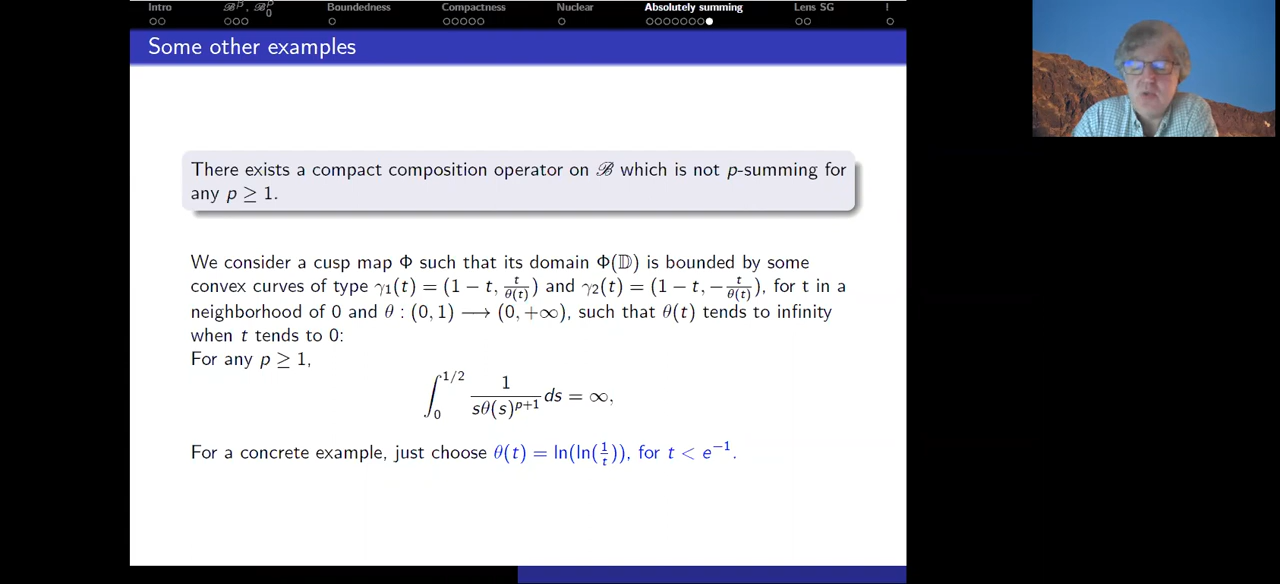 Intro ℬᵖ, ℬ₀ᵖ Boundedness Compactness Nuclear Absolutely summing Lens SG !
Some other examples
There exists a compact composition operator on ℬ which is not p-summing for
any p ≥ 1.
We consider a cusp map Φ such that its domain Φ(𝔻) is bounded by some
convex curves of type γ₁(t) = (1 − t, t/θ(t)) and γ₂(t) = (1 − t, −t/θ(t)), for t in a
neighborhood of 0 and θ : (0, 1) ⟶ (0, +∞), such that θ(t) tends to infinity
when t tends to 0:
For any p ≥ 1,
∫₀^{1/2} 1/(sθ(s)^{p+1}) ds = ∞,
For a concrete example, just choose θ(t) = ln(ln(1/t)), for t < e⁻¹.